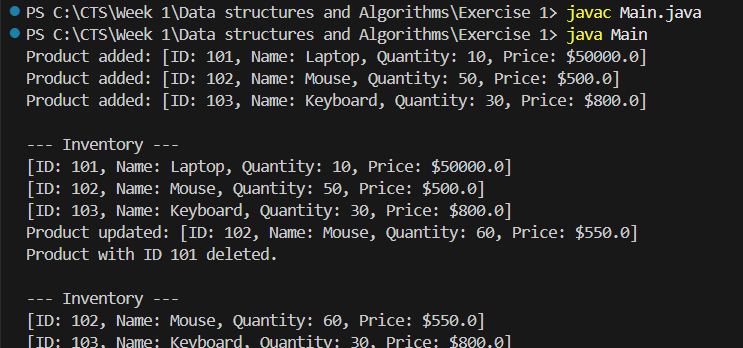 PS C:\CTS\Week 1\Data structures and Algorithms\Exercise 1> javac Main.java
PS C:\CTS\Week 1\Data structures and Algorithms\Exercise 1> java Main
Product added: [ID: 101, Name: Laptop, Quantity: 10, Price: $50000.0]
Product added: [ID: 102, Name: Mouse, Quantity: 50, Price: $500.0]
Product added: [ID: 103, Name: Keyboard, Quantity: 30, Price: $800.0]
--- Inventory ---
[ID: 101, Name: Laptop, Quantity: 10, Price: $50000.0]
[ID: 102, Name: Mouse, Quantity: 50, Price: $500.0]
[ID: 103, Name: Keyboard, Quantity: 30, Price: $800.0]
Product updated: [ID: 102, Name: Mouse, Quantity: 60, Price: $550.0]
Product with ID 101 deleted.
--- Inventory ---
[ID: 102, Name: Mouse, Quantity: 60, Price: $550.0]
[ID: 103, Name: Keyboard, Quantity: 30, Price: $800.0]